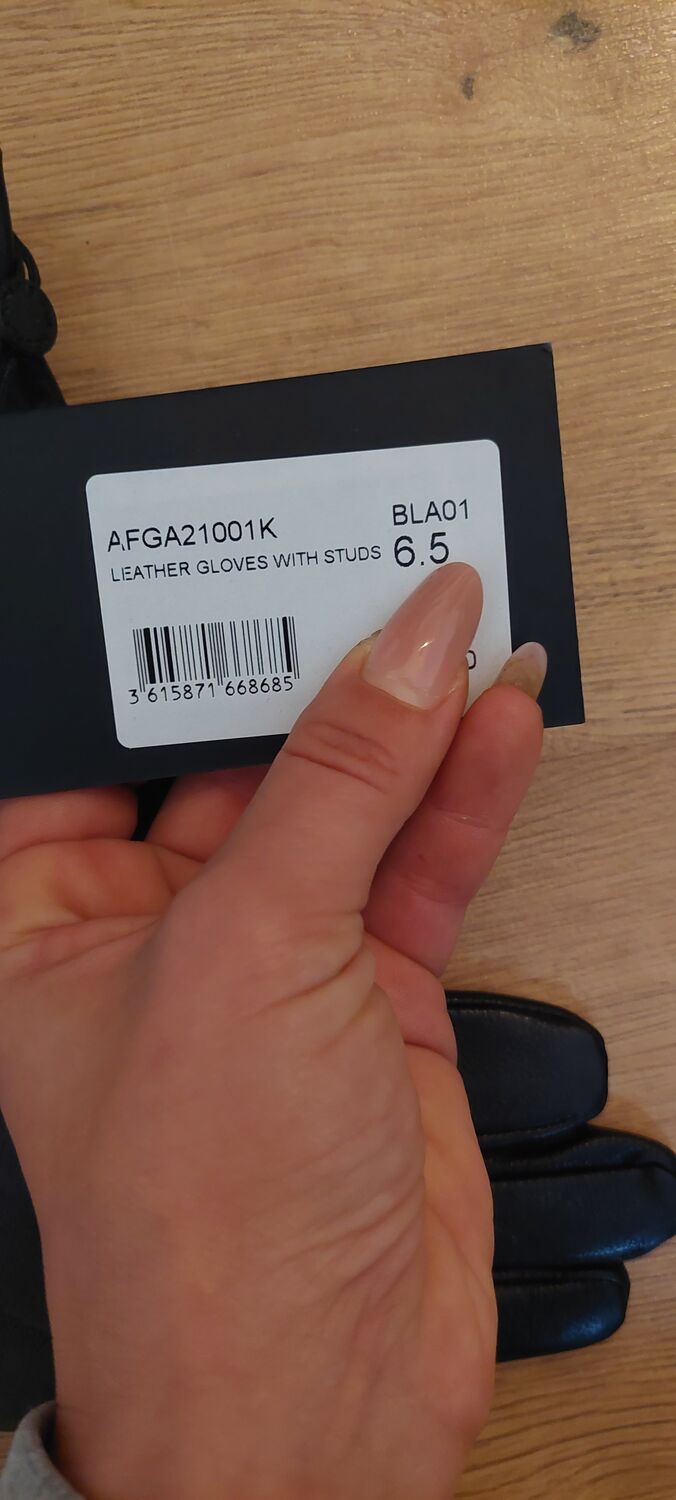 AFGA21001K
BLA01
LEATHER GLOVES WITH STUDS
6.5
3 615871 668685